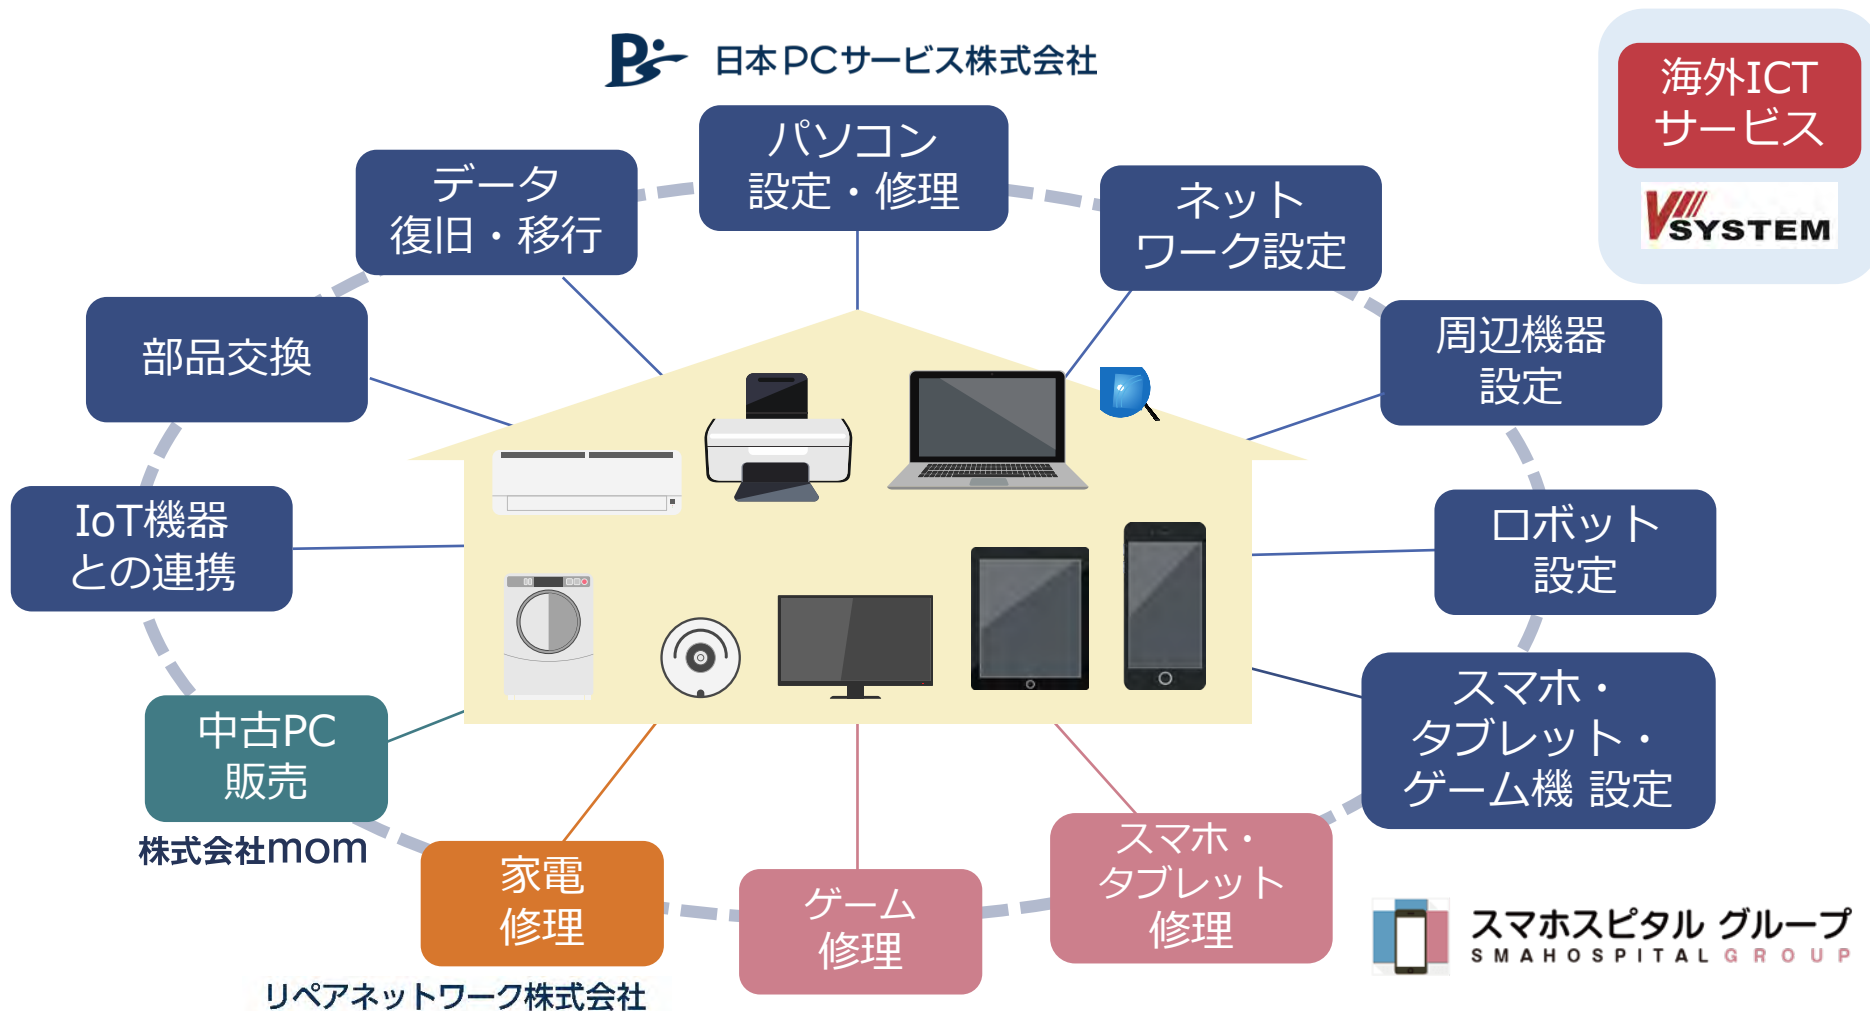 日本PCサービス株式会社
海外ICT
サービス
VSYSTEM
パソコン
設定・修理
データ
復旧・移行
ネット
ワーク設定
部品交換
周辺機器
設定
IoT機器
との連携
ロボット
設定
スマホ・
タブレット・
ゲーム機 設定
中古PC
販売
株式会社mom
家電
修理
リペアネットワーク株式会社
ゲーム
修理
スマホ・
タブレット
修理
スマホスピタル グループ
SMAHOSPITAL GROUP